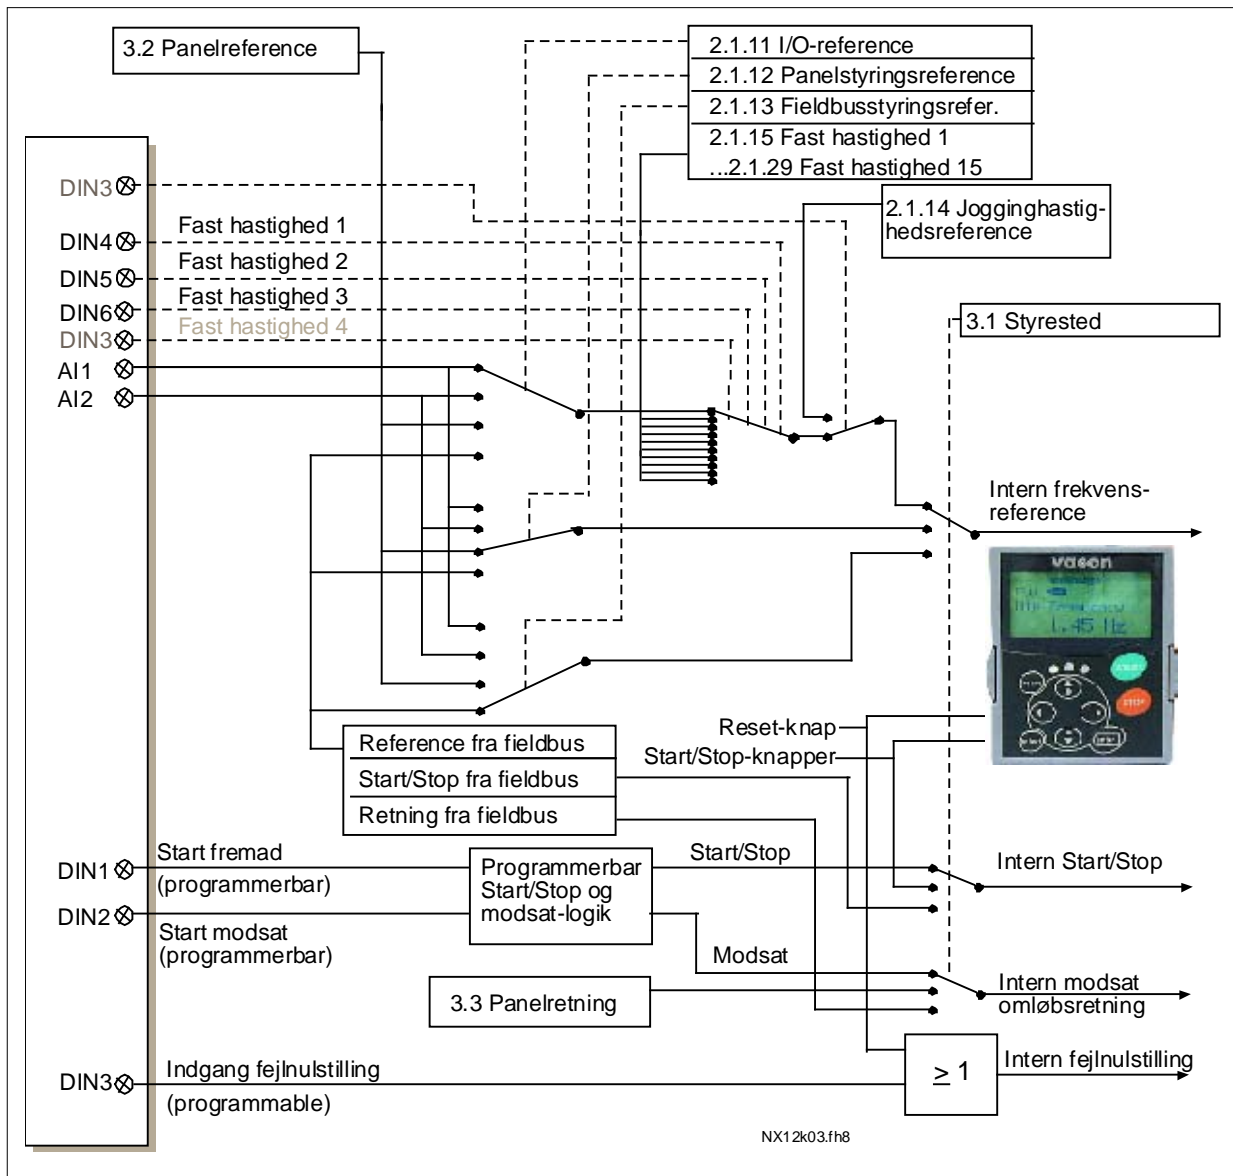 3.2 Panelreference
2.1.11 I/O-reference
2.1.12 Panelstyringsreference
2.1.13 Fieldbusstyringsrefer.
2.1.15 Fast hastighed 1
...2.1.29 Fast hastighed 15
DIN3
2.1.14 Jogginghastig-
hedsreference
Fast hastighed 1
DIN4
Fast hastighed 2
DIN5
Fast hastighed 3
DIN6
Fast hastighed 4
DIN3
3.1 Styrested
AI1
AI2
Intern frekvens-
reference
vacon
1.45 Hz
STOP
Reset-knap
Start/Stop-knapper
Reference fra fieldbus
Start/Stop fra fieldbus
Retning fra fieldbus
DIN1
Start fremad
(programmerbar)
Programmerbar
Start/Stop og
modsat-logik
Start/Stop
Intern Start/Stop
DIN2
Start modsat
(programmerbar)
Modsat
3.3 Panelretning
Intern modsat
omløbsretning
DIN3
Indgang fejlnulstilling
(programmable)
≥ 1
Intern fejlnulstilling
NX12k03.fh8